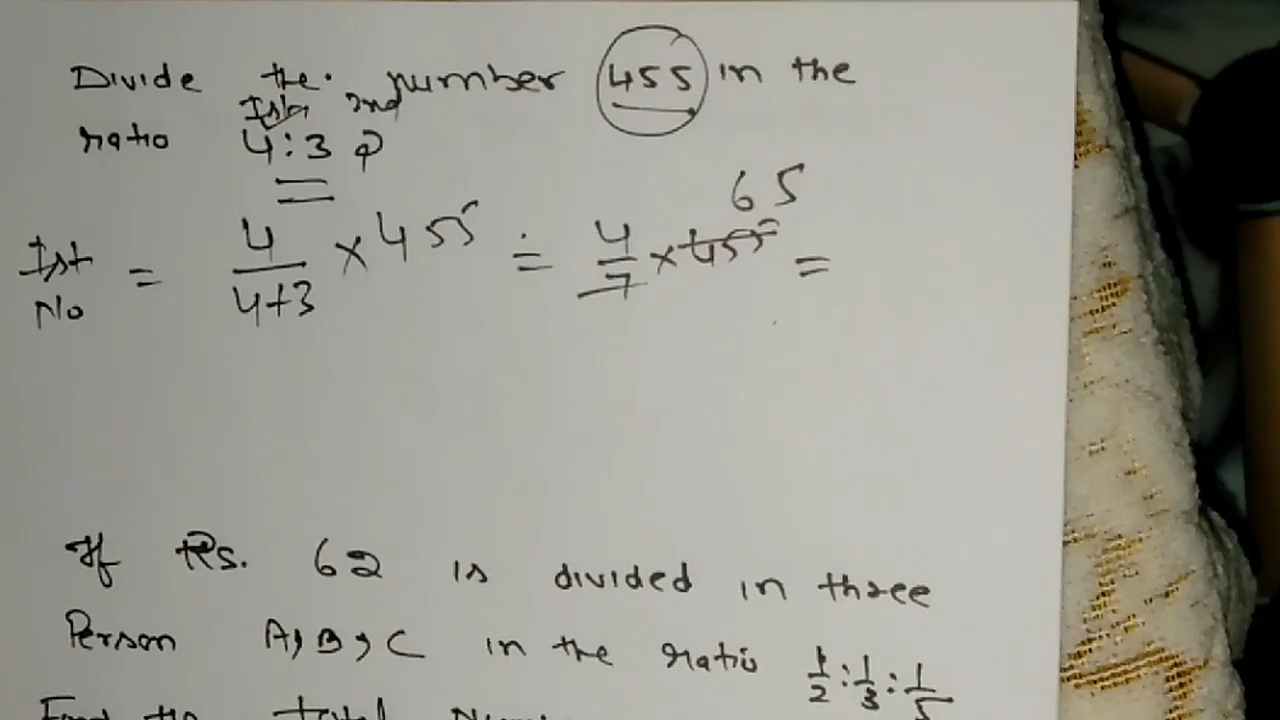 Divide the number 455 in the
Ist 2nd
ratio 4:3 ?
65
Ist No = 4/4+3 × 455 = 4/7 × 455 =
If Rs. 62 is divided in three
Person A, B, C in the ratio 1/2 : 1/3 : 1/5